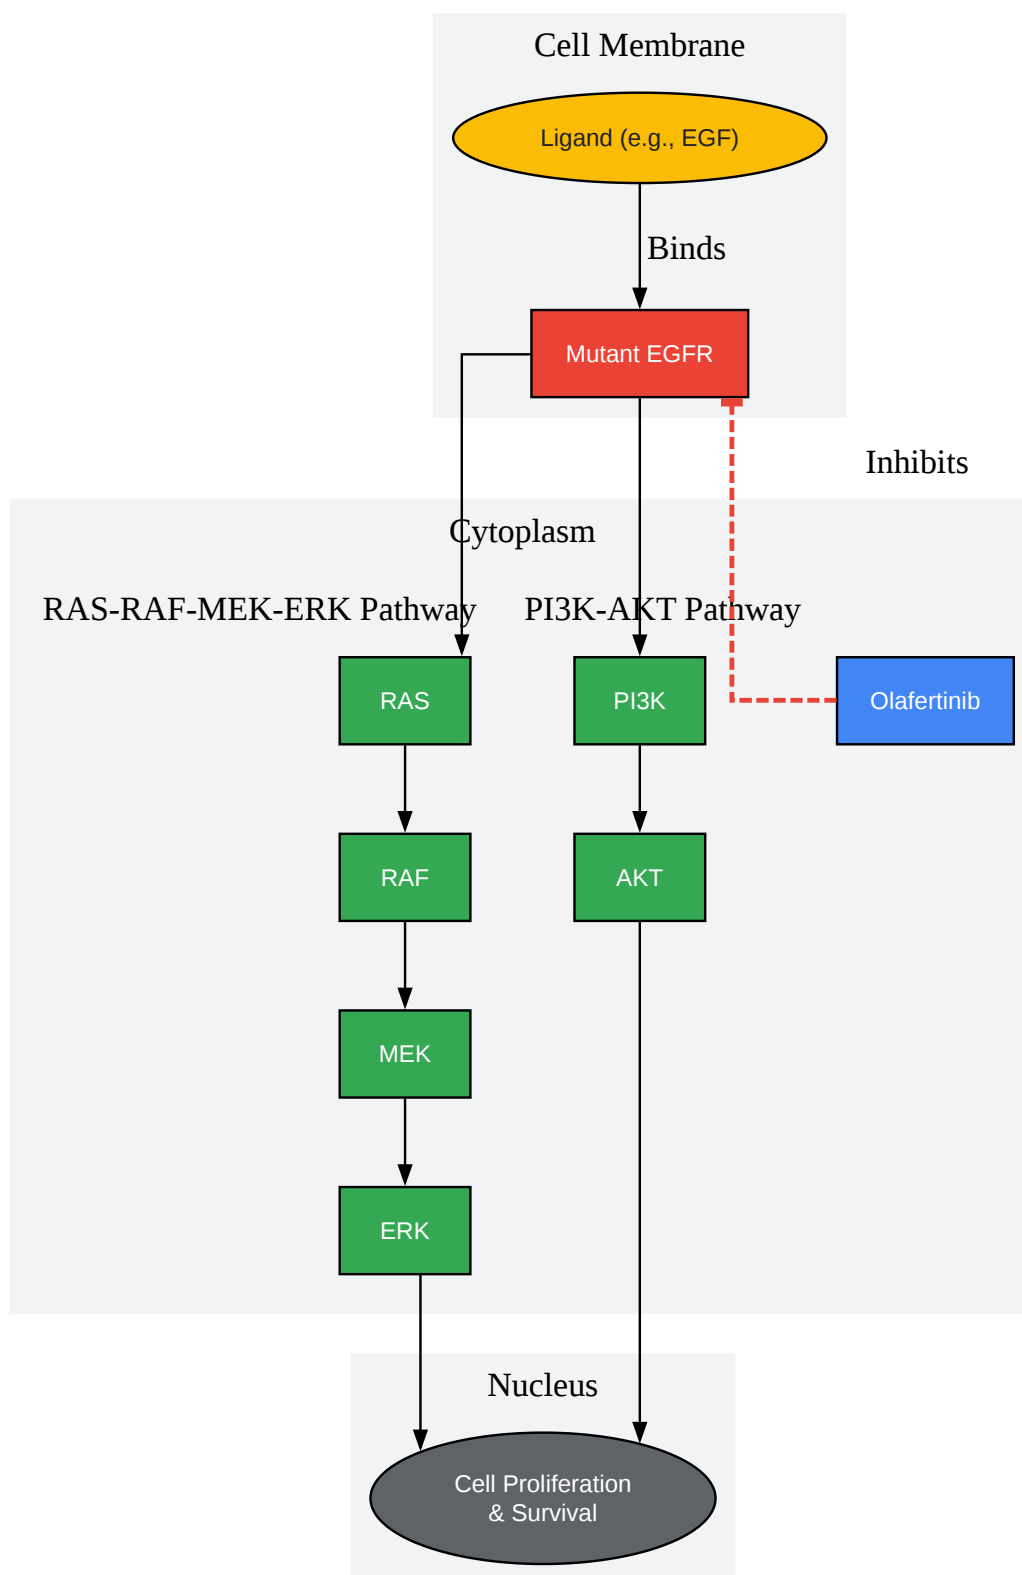 Cell Membrane
Ligand (e.g., EGF)
Binds
Mutant EGFR
Inhibits
Cytoplasm
RAS-RAF-MEK-ERK Pathway
PI3K-AKT Pathway
RAS
PI3K
Olafertinib
RAF
AKT
MEK
ERK
Nucleus
Cell Proliferation
& Survival